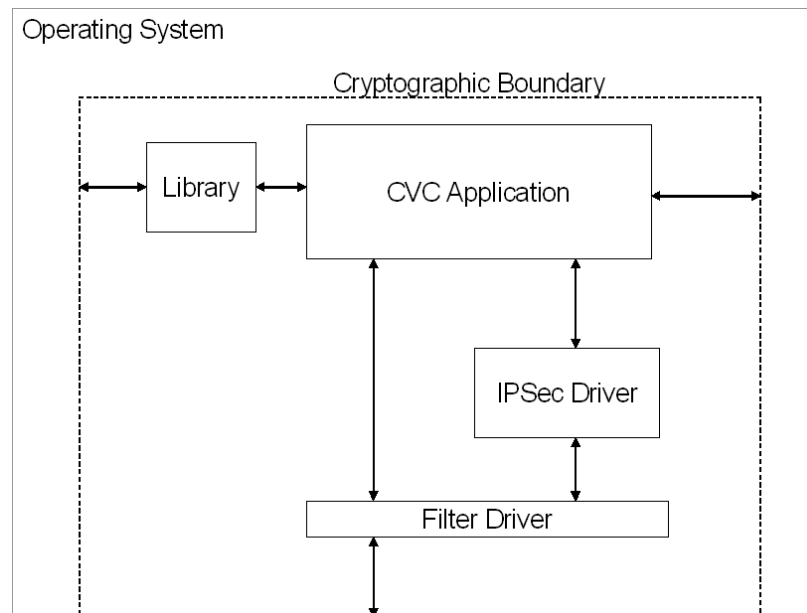 Operating System
Cryptographic Boundary
Library
CVC Application
IPSec Driver
Filter Driver